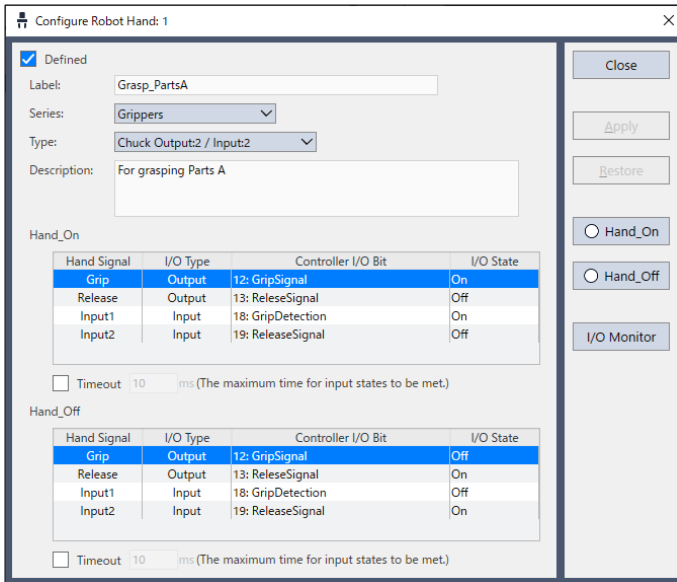 Configure Robot Hand: 1
Defined
Close
Label: Grasp_PartsA
Series: Grippers
Apply
Type: Chuck Output:2 / Input:2
Restore
Description: For grasping Parts A
Hand_On
Hand_On
Hand Signal I/O Type Controller I/O Bit I/O State
Grip Output 12: GripSignal On
Hand_Off
Release Output 13: ReleseSignal Off
Input1 Input 18: GripDetection On
Input2 Input 19: ReleaseSignal Off
I/O Monitor
Timeout 10 ms (The maximum time for input states to be met.)
Hand_Off
Hand Signal I/O Type Controller I/O Bit I/O State
Grip Output 12: GripSignal Off
Release Output 13: ReleseSignal On
Input1 Input 18: GripDetection Off
Input2 Input 19: ReleaseSignal On
Timeout 10 ms (The maximum time for input states to be met.)